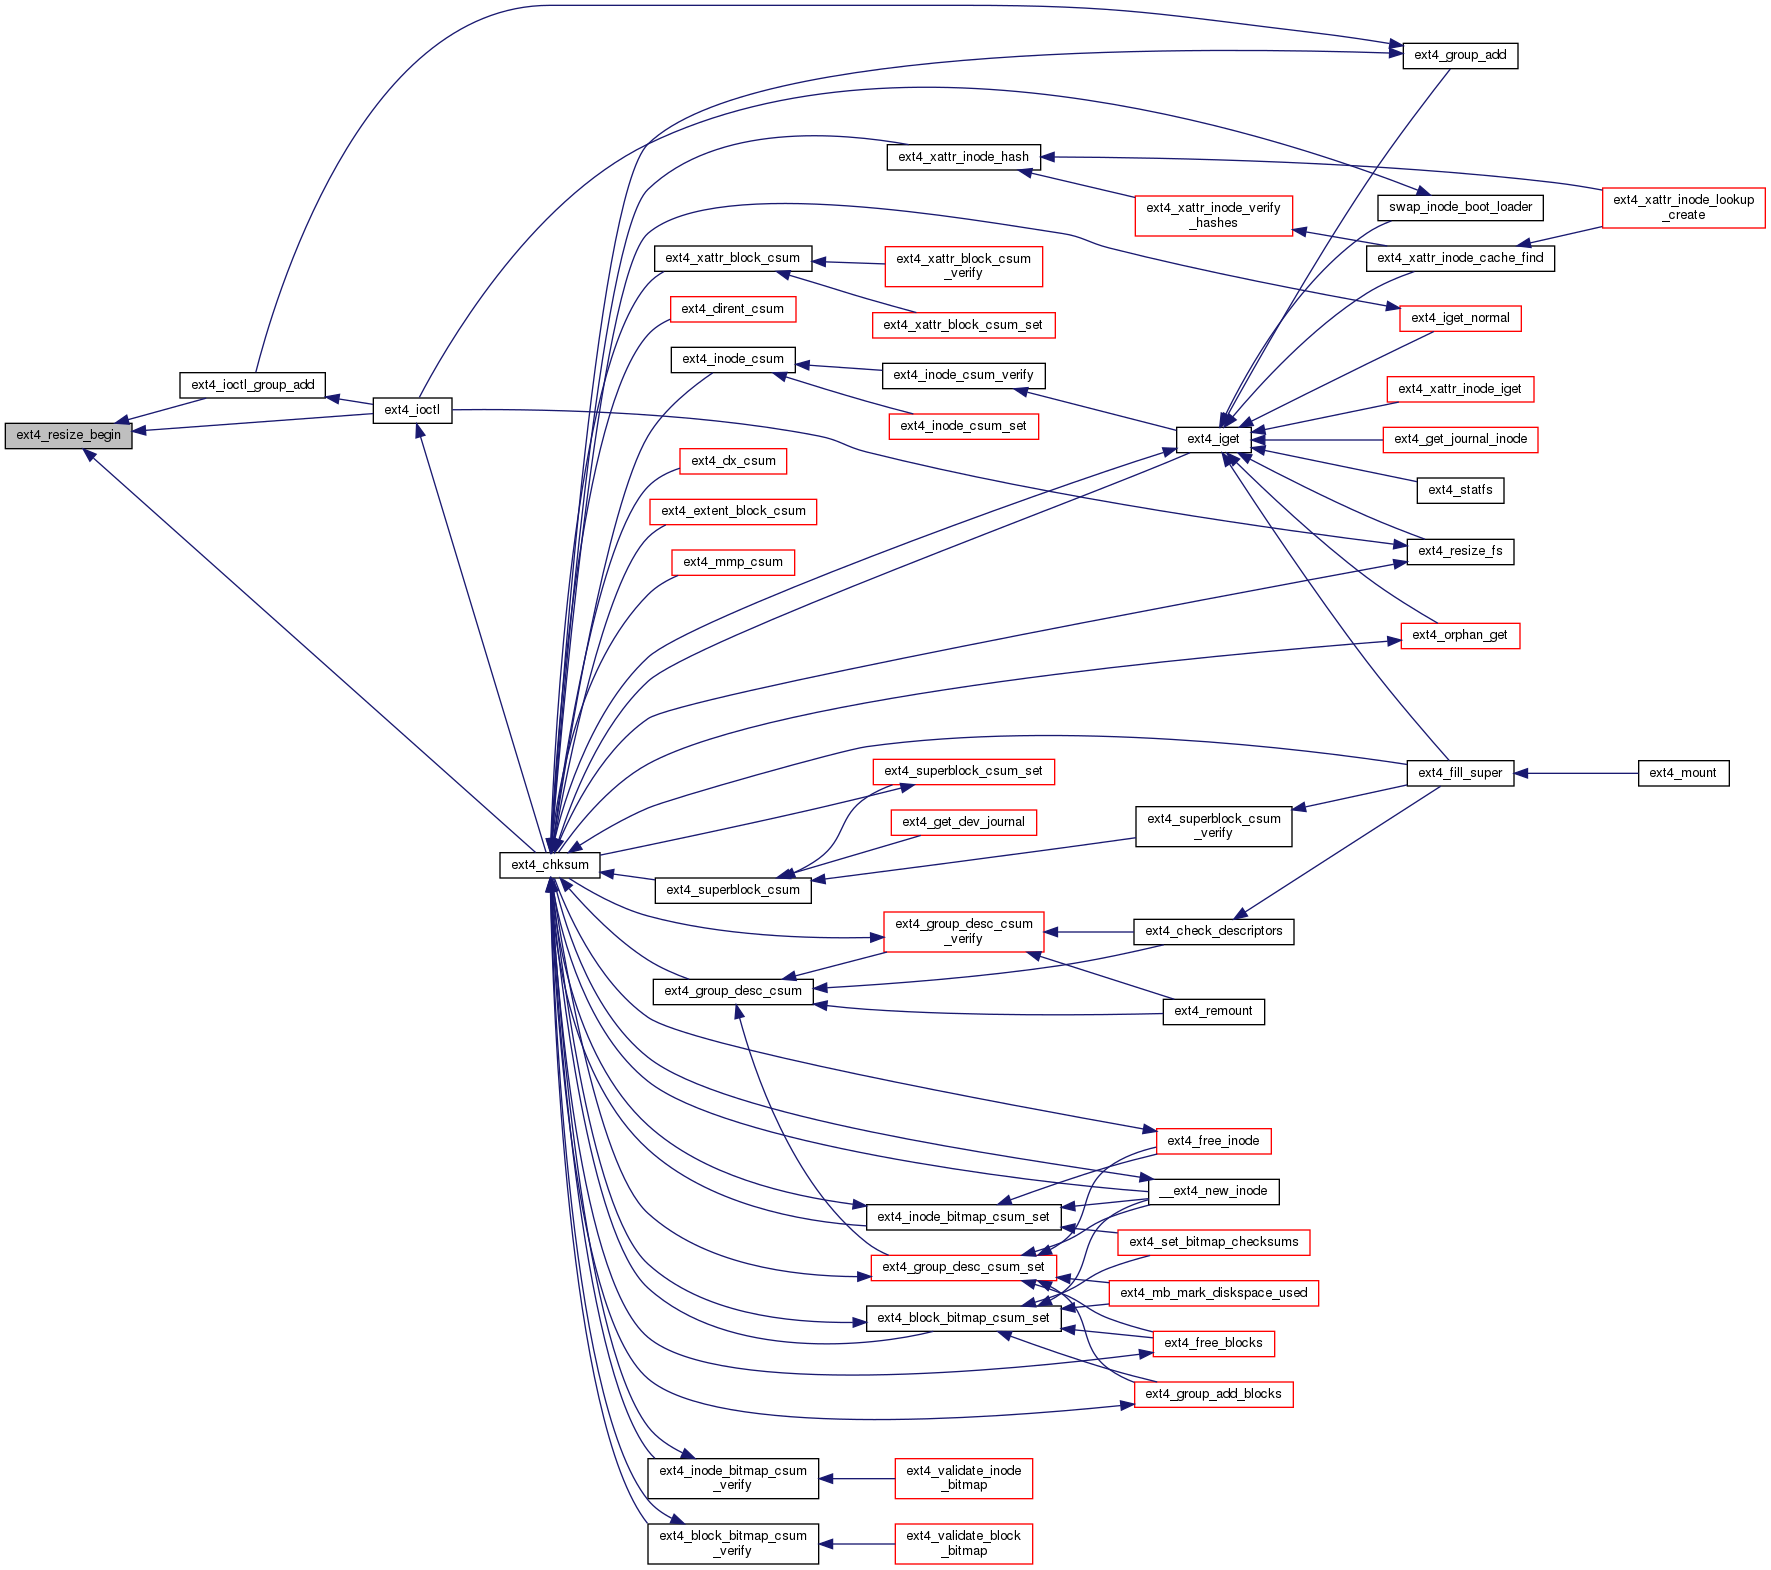 ext4_group_add
ext4_xattr_inode_hash
ext4_xattr_inode_verify
_hashes
swap_inode_boot_loader
ext4_xattr_inode_lookup
_create
ext4_xattr_block_csum
ext4_xattr_block_csum
_verify
ext4_xattr_inode_cache_find
ext4_dirent_csum
ext4_xattr_block_csum_set
ext4_iget_normal
ext4_inode_csum
ext4_inode_csum_verify
ext4_xattr_inode_iget
ext4_ioctl_group_add
ext4_ioctl
ext4_resize_begin
ext4_inode_csum_set
ext4_iget
ext4_get_journal_inode
ext4_dx_csum
ext4_statfs
ext4_extent_block_csum
ext4_resize_fs
ext4_mmp_csum
ext4_orphan_get
ext4_superblock_csum_set
ext4_fill_super
ext4_mount
ext4_get_dev_journal
ext4_superblock_csum
_verify
ext4_chksum
ext4_superblock_csum
ext4_group_desc_csum
_verify
ext4_check_descriptors
ext4_group_desc_csum
ext4_remount
ext4_free_inode
__ext4_new_inode
ext4_inode_bitmap_csum_set
ext4_set_bitmap_checksums
ext4_group_desc_csum_set
ext4_mb_mark_diskspace_used
ext4_block_bitmap_csum_set
ext4_free_blocks
ext4_group_add_blocks
ext4_inode_bitmap_csum
_verify
ext4_validate_inode
_bitmap
ext4_block_bitmap_csum
_verify
ext4_validate_block
_bitmap